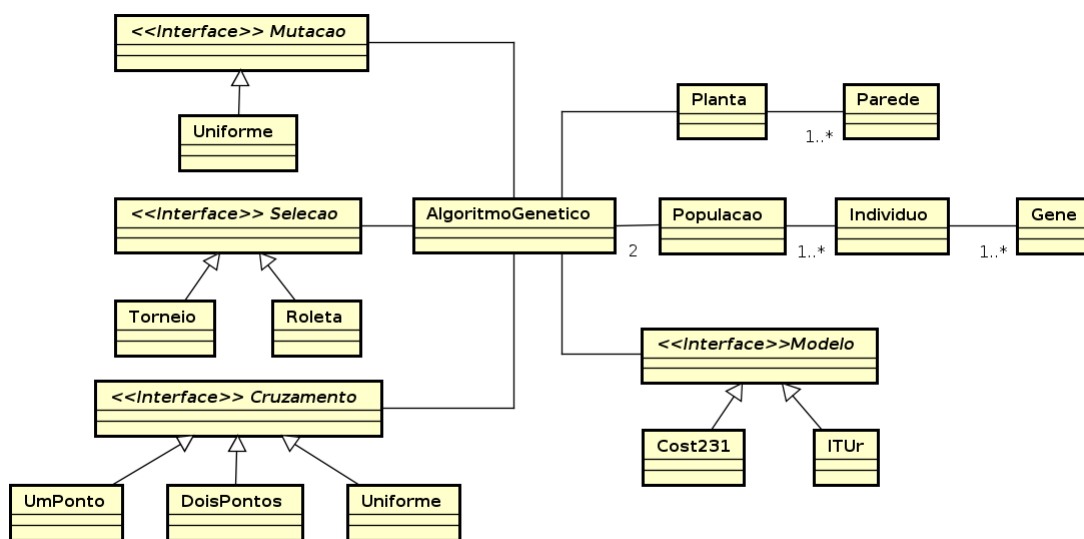 <<Interface>> Mutacao
Uniforme
Planta
Parede
1..*
<<Interface>> Selecao
AlgoritmoGenetico
Populacao
Individuo
Gene
2
1..*
1..*
Torneio
Roleta
<<Interface>>Modelo
<<Interface>> Cruzamento
Cost231
ITUr
UmPonto
DoisPontos
Uniforme